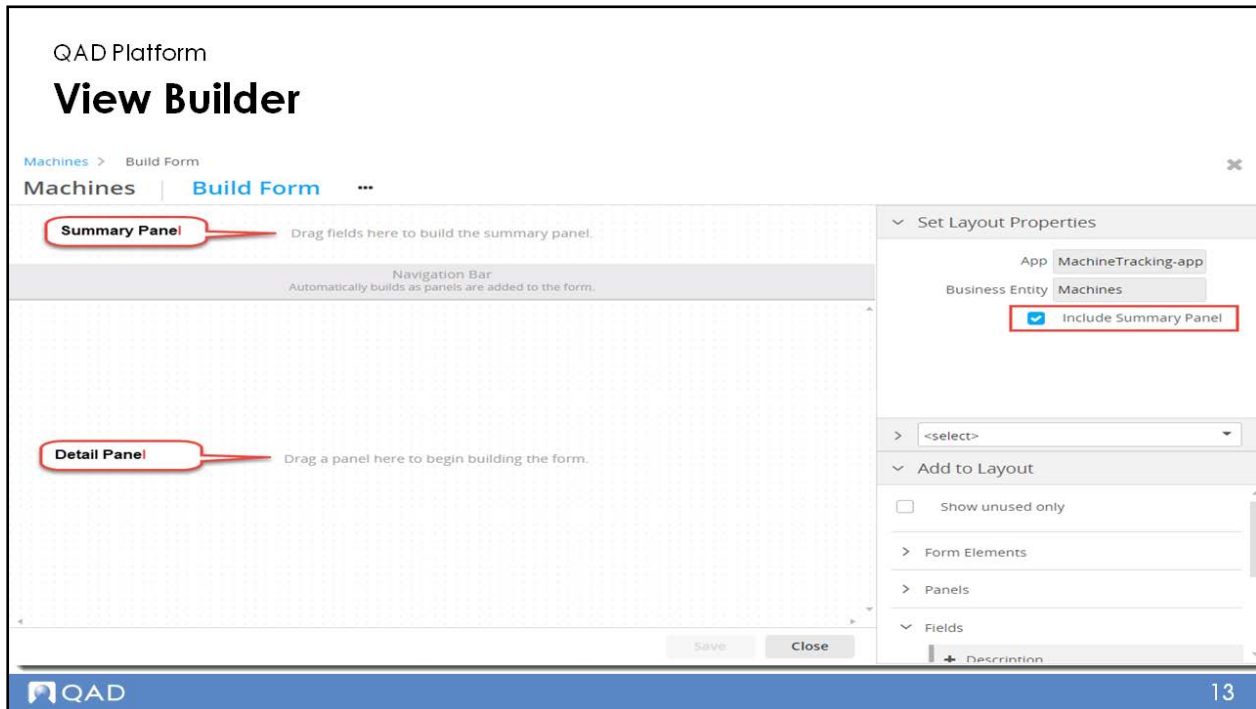 QAD Platform
View Builder
Machines > Build Form
Machines | Build Form ...
Summary Panel
Drag fields here to build the summary panel.
Navigation Bar
Automatically builds as panels are added to the form.
Detail Panel
Drag a panel here to begin building the form.
Save Close
Set Layout Properties
App MachineTracking-app
Business Entity Machines
Include Summary Panel
<select>
Add to Layout
Show unused only
Form Elements
Panels
Fields
+ Description
QAD
13